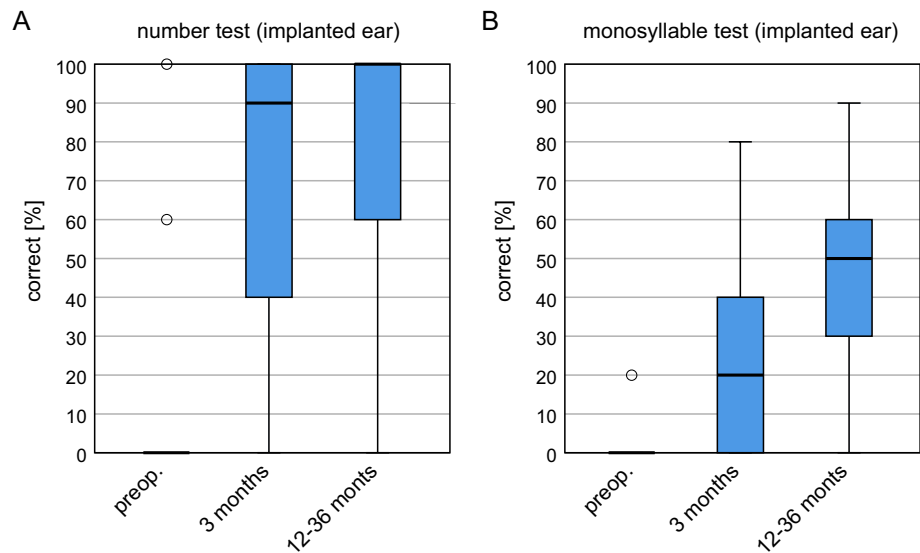 A
number test (implanted ear)
correct [%]
100
90
80
70
60
50
40
30
20
10
0
preop.
3 months
12-36 monts
B
monosyllable test (implanted ear)
correct [%]
100
90
80
70
60
50
40
30
20
10
0
preop.
3 months
12-36 monts